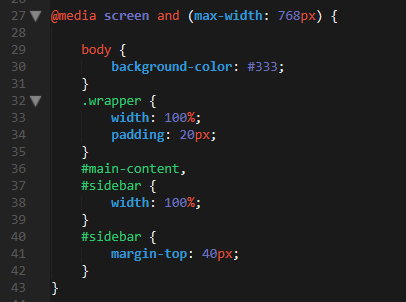 27 @media screen and (max-width: 768px) {
28
29 body {
30 background-color: #333;
31 }
32 .wrapper {
33 width: 100%;
34 padding: 20px;
35 }
36 #main-content,
37 #sidebar {
38 width: 100%;
39 }
40 #sidebar {
41 margin-top: 40px;
42 }
43 }